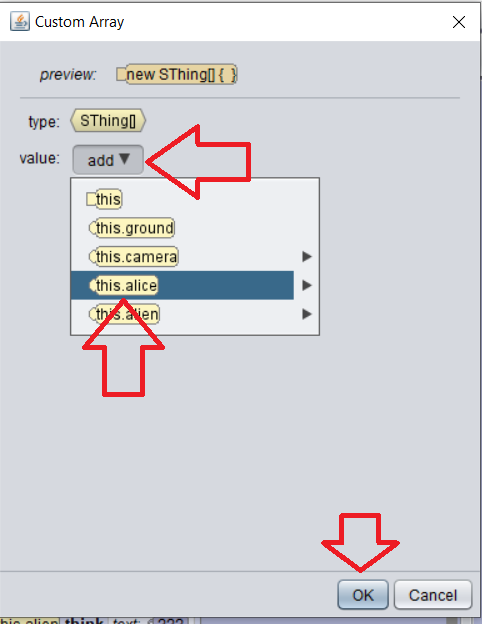 Custom Array
preview: new SThing[] { }
type: SThing[]
value: add
this
this.ground
this.camera
this.alice
this.alien
OK Cancel
this.alien think text: ???